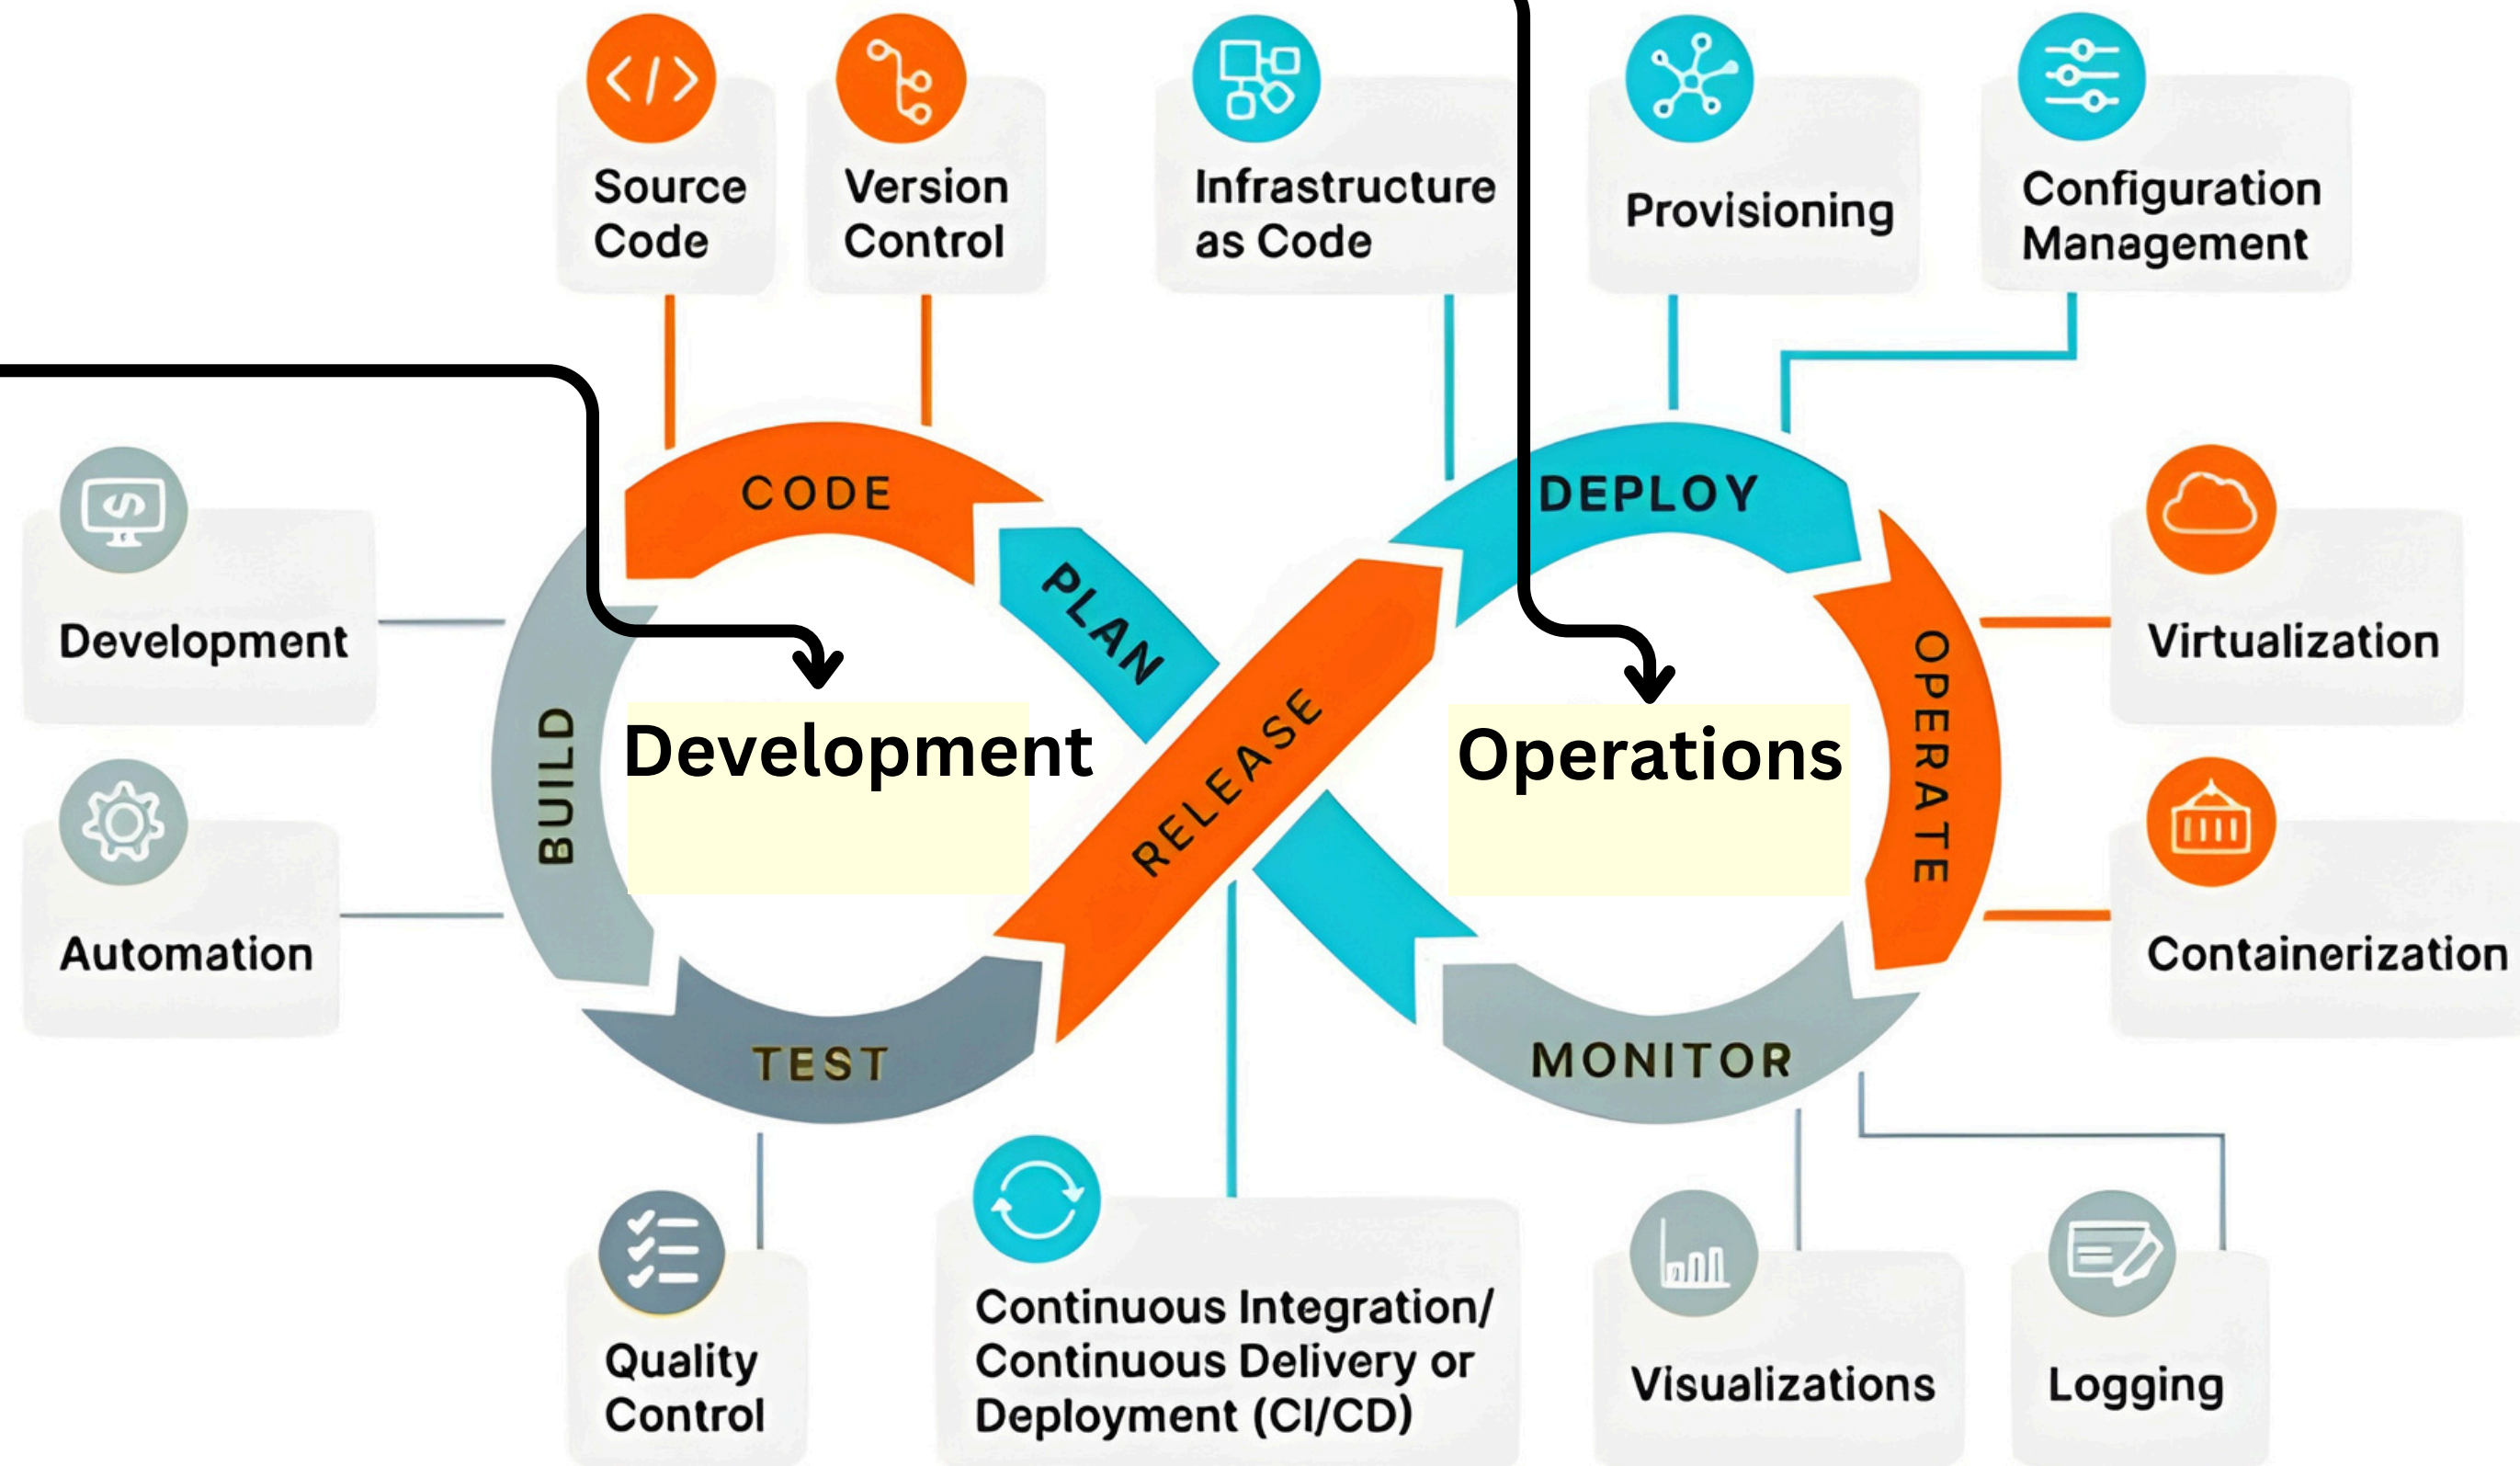 Source
Code
Version
Control
Infrastructure
as Code
Provisioning
Configuration
Management
CODE
DEPLOY
PLAN
Development
Virtualization
OPERATE
BUILD
Development
RELEASE
Operations
Automation
Containerization
TEST
MONITOR
Quality
Control
Continuous Integration/
Continuous Delivery or
Deployment (CI/CD)
Visualizations
Logging